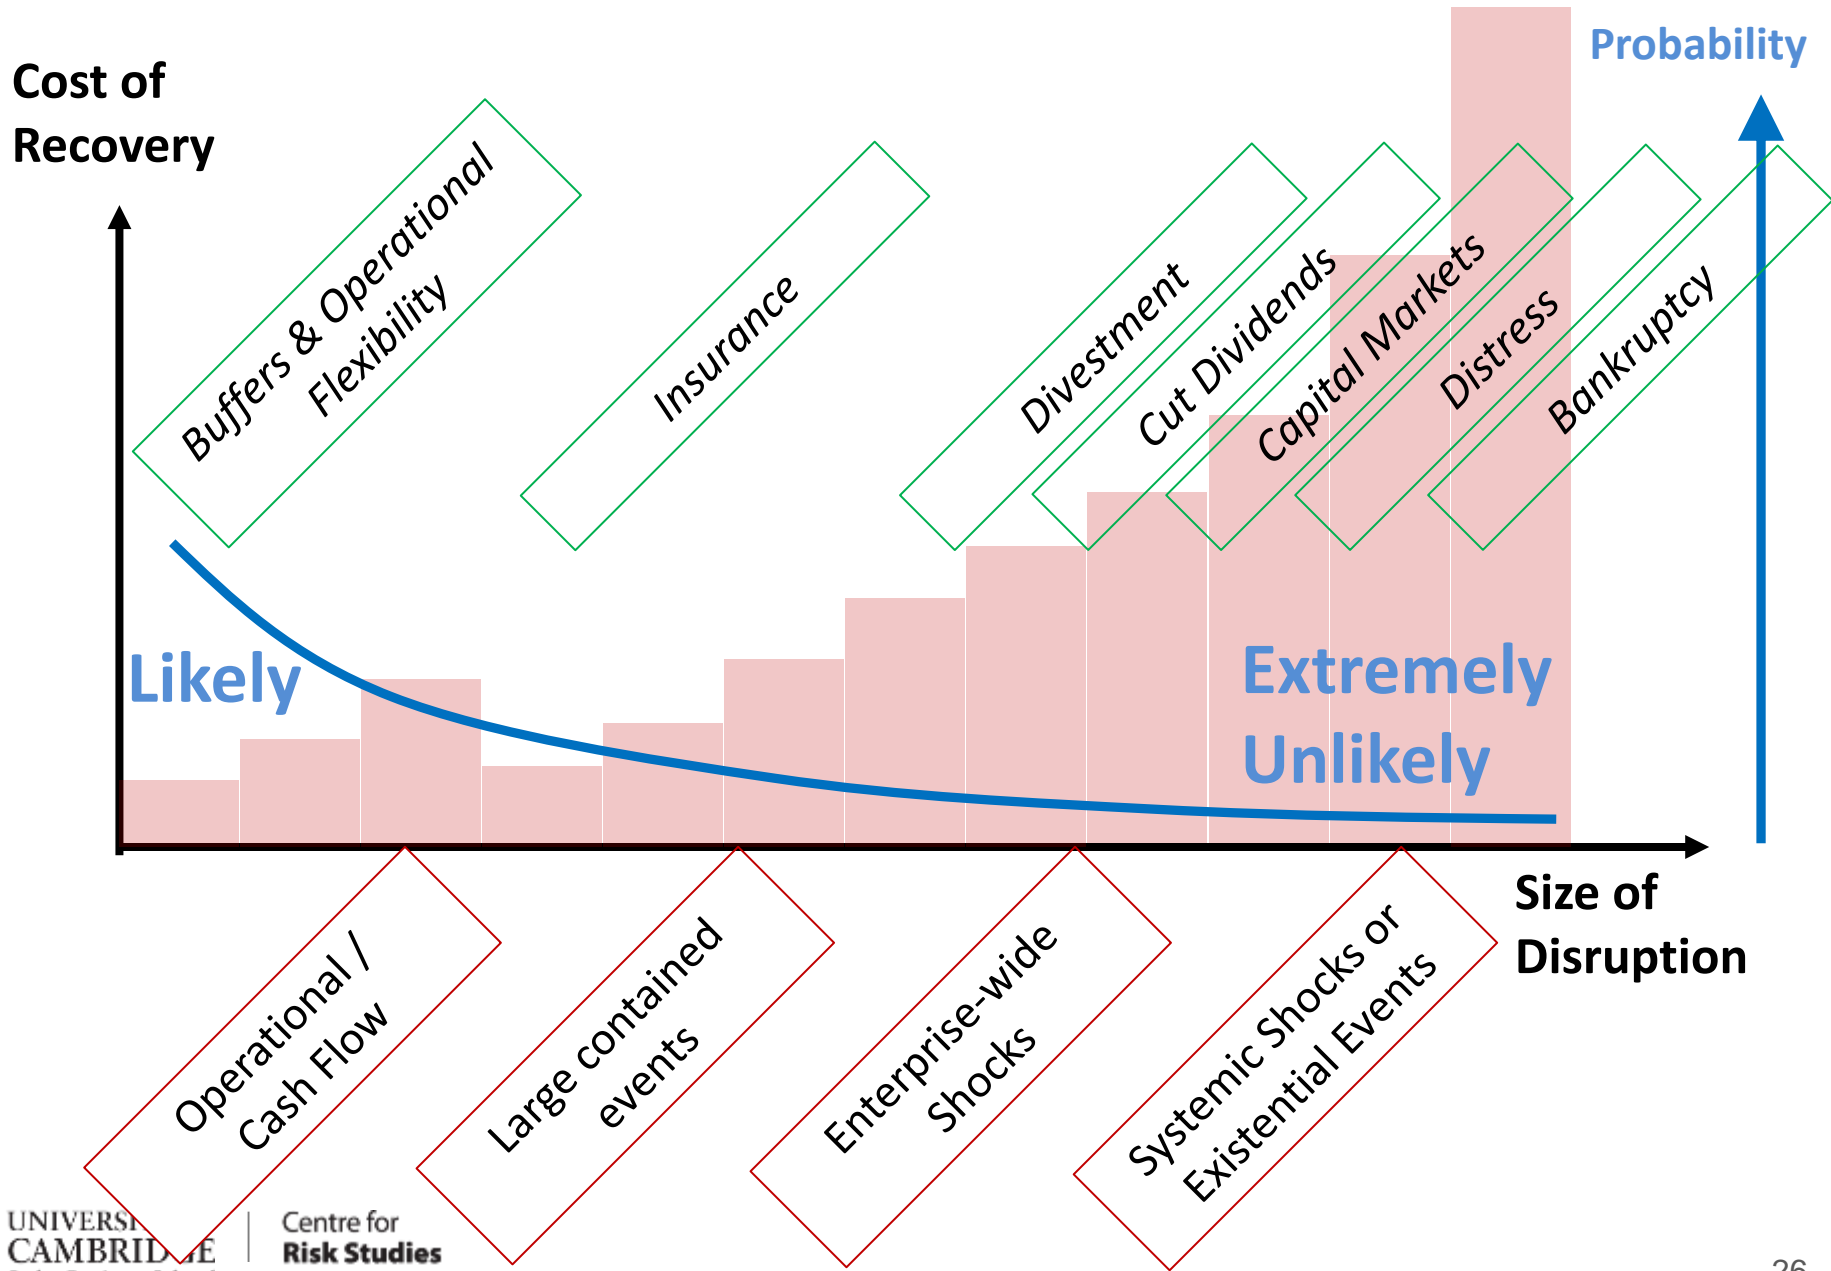 Probability
Cost of
Recovery
Buffers & Operational
Flexibility
Insurance
Divestment
Cut Dividends
Capital Markets
Distress
Bankruptcy
Likely
Extremely
Unlikely
Size of
Disruption
Operational /
Cash Flow
Large contained
events
Enterprise-wide
Shocks
Systemic Shocks or
Existential Events
CAMBRIDGE
Centre for
Risk Studies
26